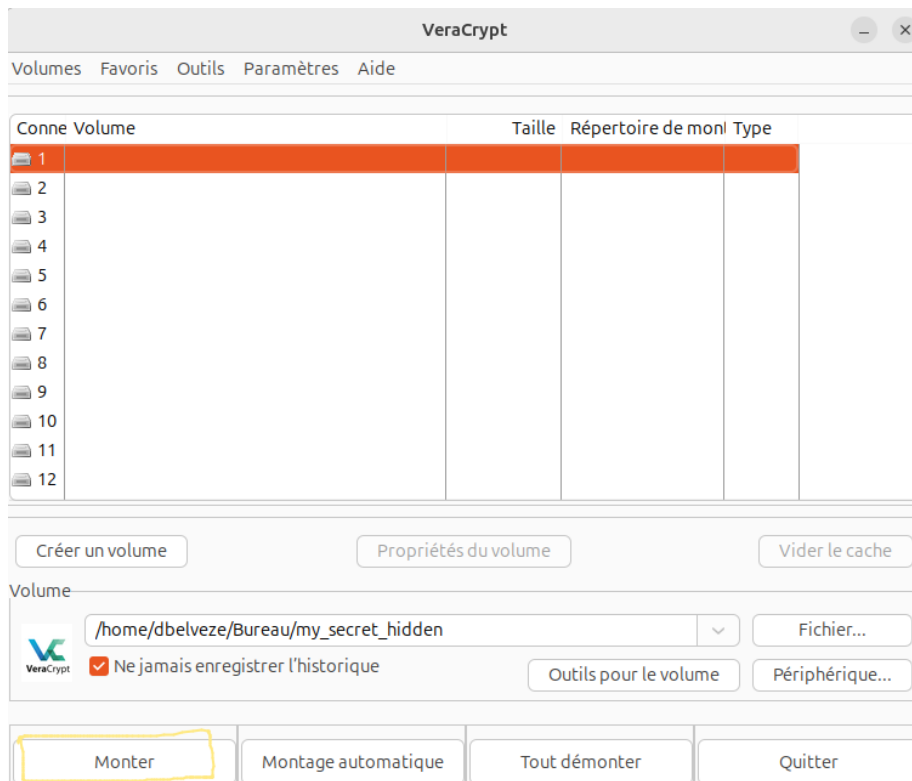 VeraCrypt
Volumes Favoris Outils Paramètres Aide
Conne Volume Taille Répertoire de mont Type
1
2
3
4
5
6
7
8
9
10
11
12
Créer un volume Propriétés du volume Vider le cache
Volume
/home/dbelveze/Bureau/my_secret_hidden Fichier...
VeraCrypt Ne jamais enregistrer l'historique Outils pour le volume Périphérique...
Monter Montage automatique Tout démonter Quitter